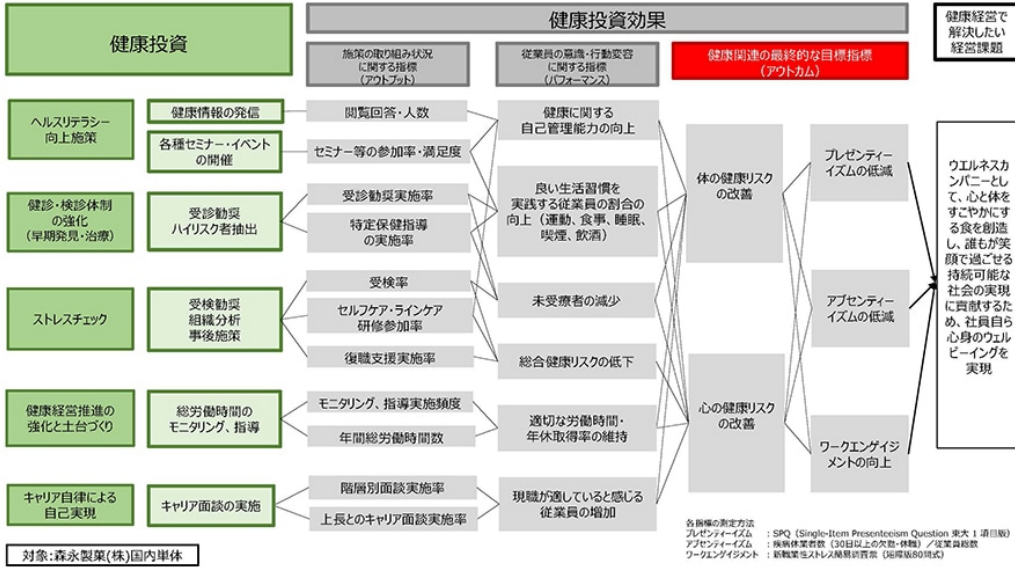 健康投資
健康投資効果
健康経営で
解決したい
経営課題
施策の取り組み状況
に関する指標
（アウトプット）
従業員の意識・行動変容
に関する指標
（パフォーマンス）
健康関連の最終的な目標指標
（アウトカム）
ヘルスリテラシー
向上施策
健康情報の発信
各種セミナー・イベント
の開催
閲覧回答・人数
セミナー等の参加率・満足度
健康に関する
自己管理能力の向上
健診・検診体制
の強化
（早期発見・治療）
受診勧奨
ハイリスク者抽出
受診勧奨実施率
特定保健指導
の実施率
良い生活習慣を
実践する従業員の割合の
向上（運動、食事、睡眠、
喫煙、飲酒）
ストレスチェック
受検勧奨
組織分析
事後施策
受検率
セルフケア・ラインケア
研修参加率
復職支援実施率
未受療者の減少
総合健康リスクの低下
健康経営推進の
強化と土台づくり
総労働時間の
モニタリング、指導
モニタリング、指導実施頻度
年間総労働時間数
適切な労働時間・
年休取得率の維持
キャリア自律による
自己実現
キャリア面談の実施
階層別面談実施率
上長とのキャリア面談実施率
現職が適していると感じる
従業員の増加
体の健康リスク
の改善
心の健康リスク
の改善
プレゼンティー
イズムの低減
アブセンティー
イズムの低減
ワークエンゲイジ
メントの向上
ウエルネスカ
ンパニーとし
て、心と体を
すこやかにす
る食を創造
し、誰もが笑
顔で過ごせる
持続可能な
社会の実現
に貢献するた
め、社員自ら
心身のウェル
ビーイングを
実現
対象:森永製菓(株)国内単体
各指標の測定方法
プレゼンティーイズム ：SPQ（Single-Item Presenteeism Question 東大 1 項目版）
アブセンティーイズム ：疾病休業者数（30日以上の欠勤・休職）／従業員総数
ワークエンゲイジメント ：新職業性ストレス簡易調査票（短縮版80問式）